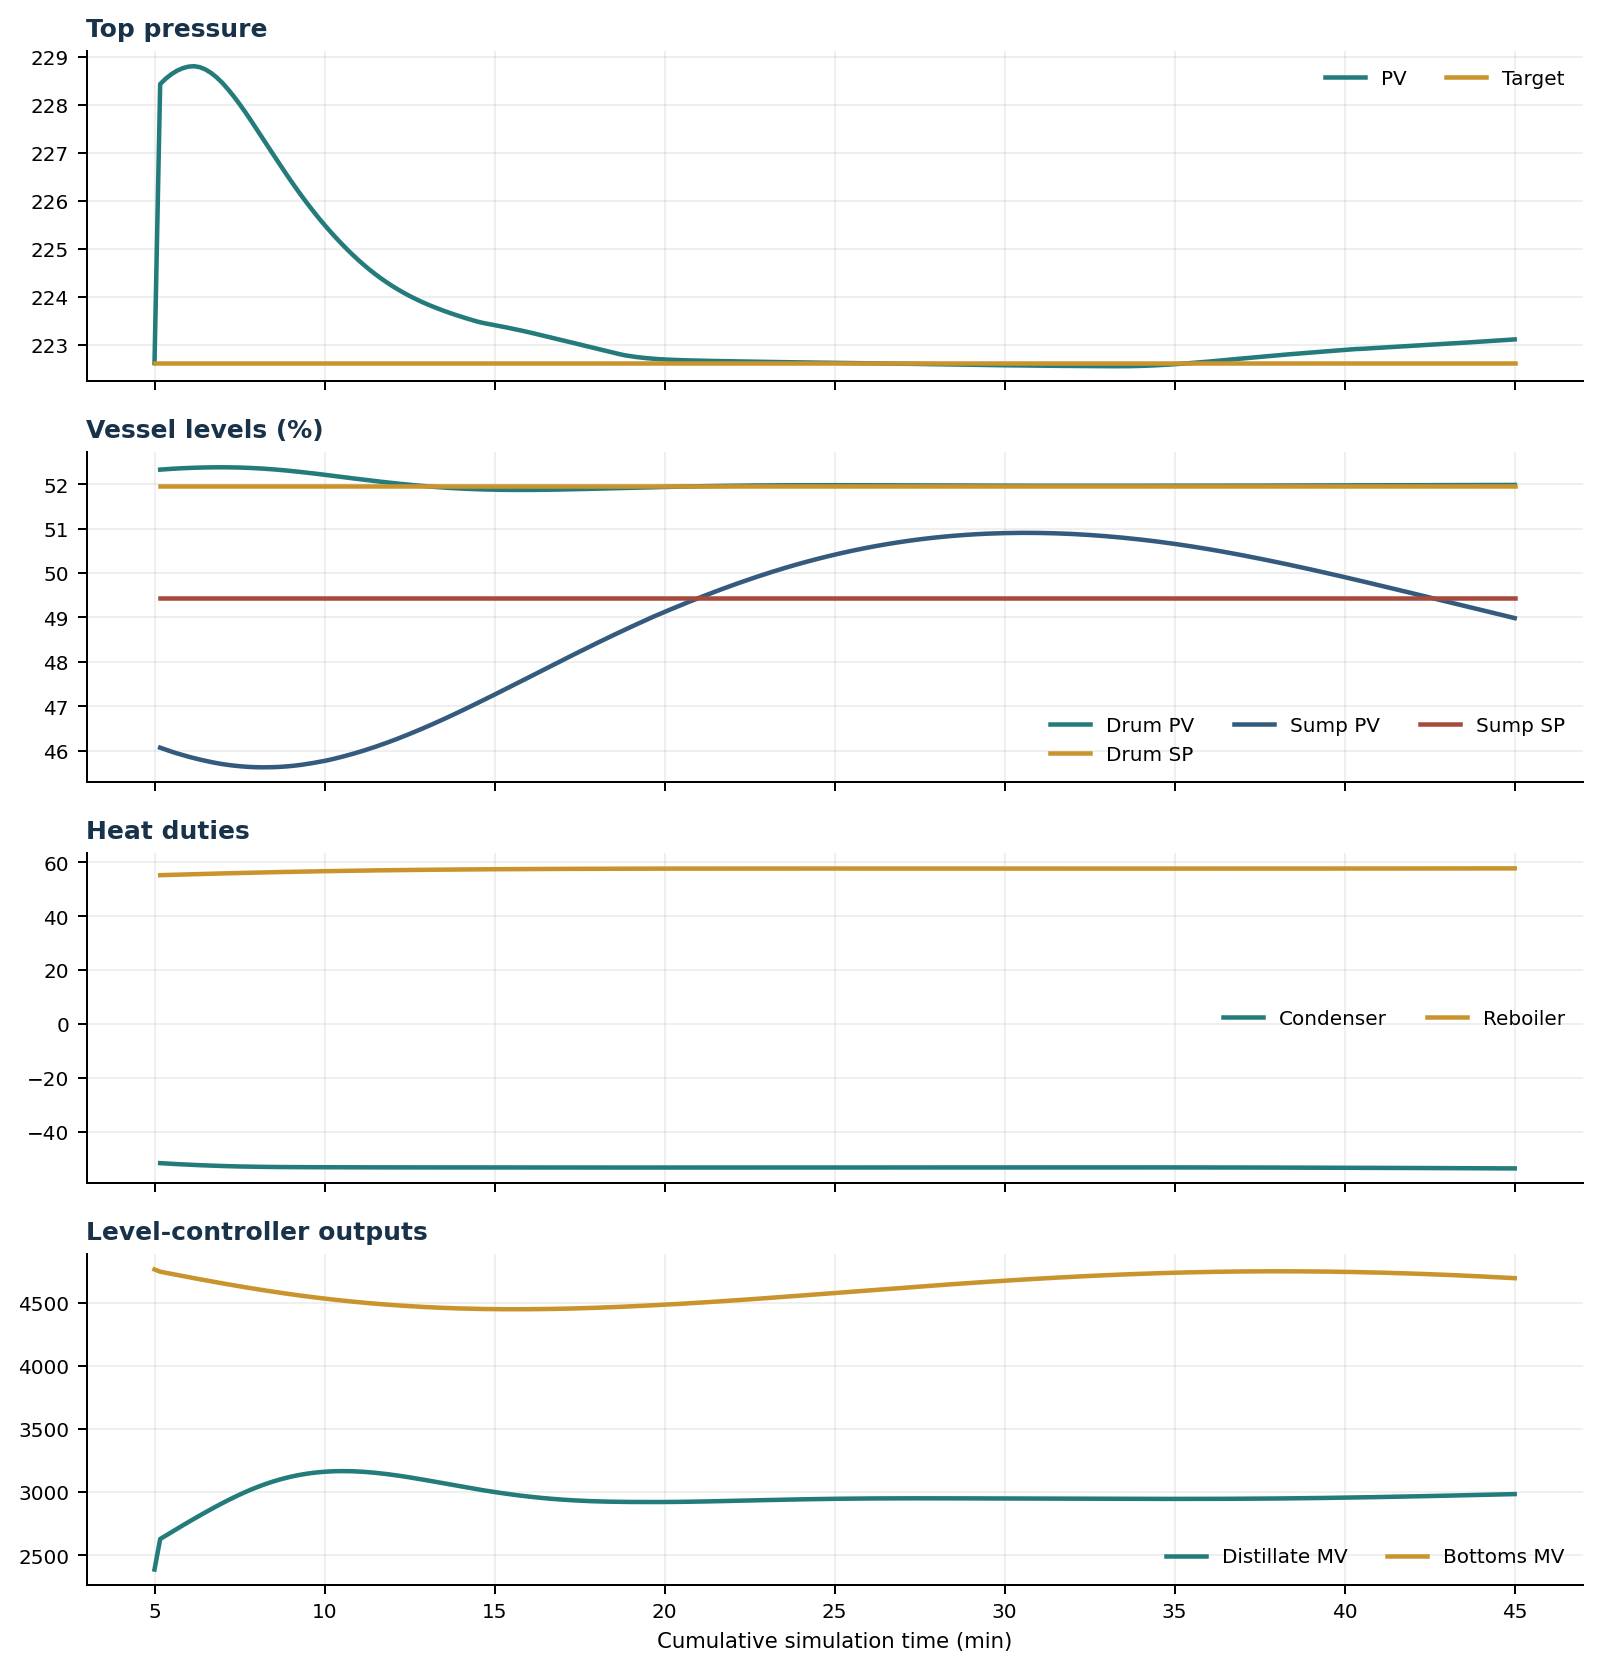 Top pressure
229
228
227
226
225
224
223
PV Target
Vessel levels (%)
52
51
50
49
48
47
46
Drum PV Sump PV Sump SP
Drum SP
Heat duties
60
40
20
0
−20
−40
Condenser Reboiler
Level-controller outputs
4500
4000
3500
3000
2500
Distillate MV Bottoms MV
5 10 15 20 25 30 35 40 45
Cumulative simulation time (min)